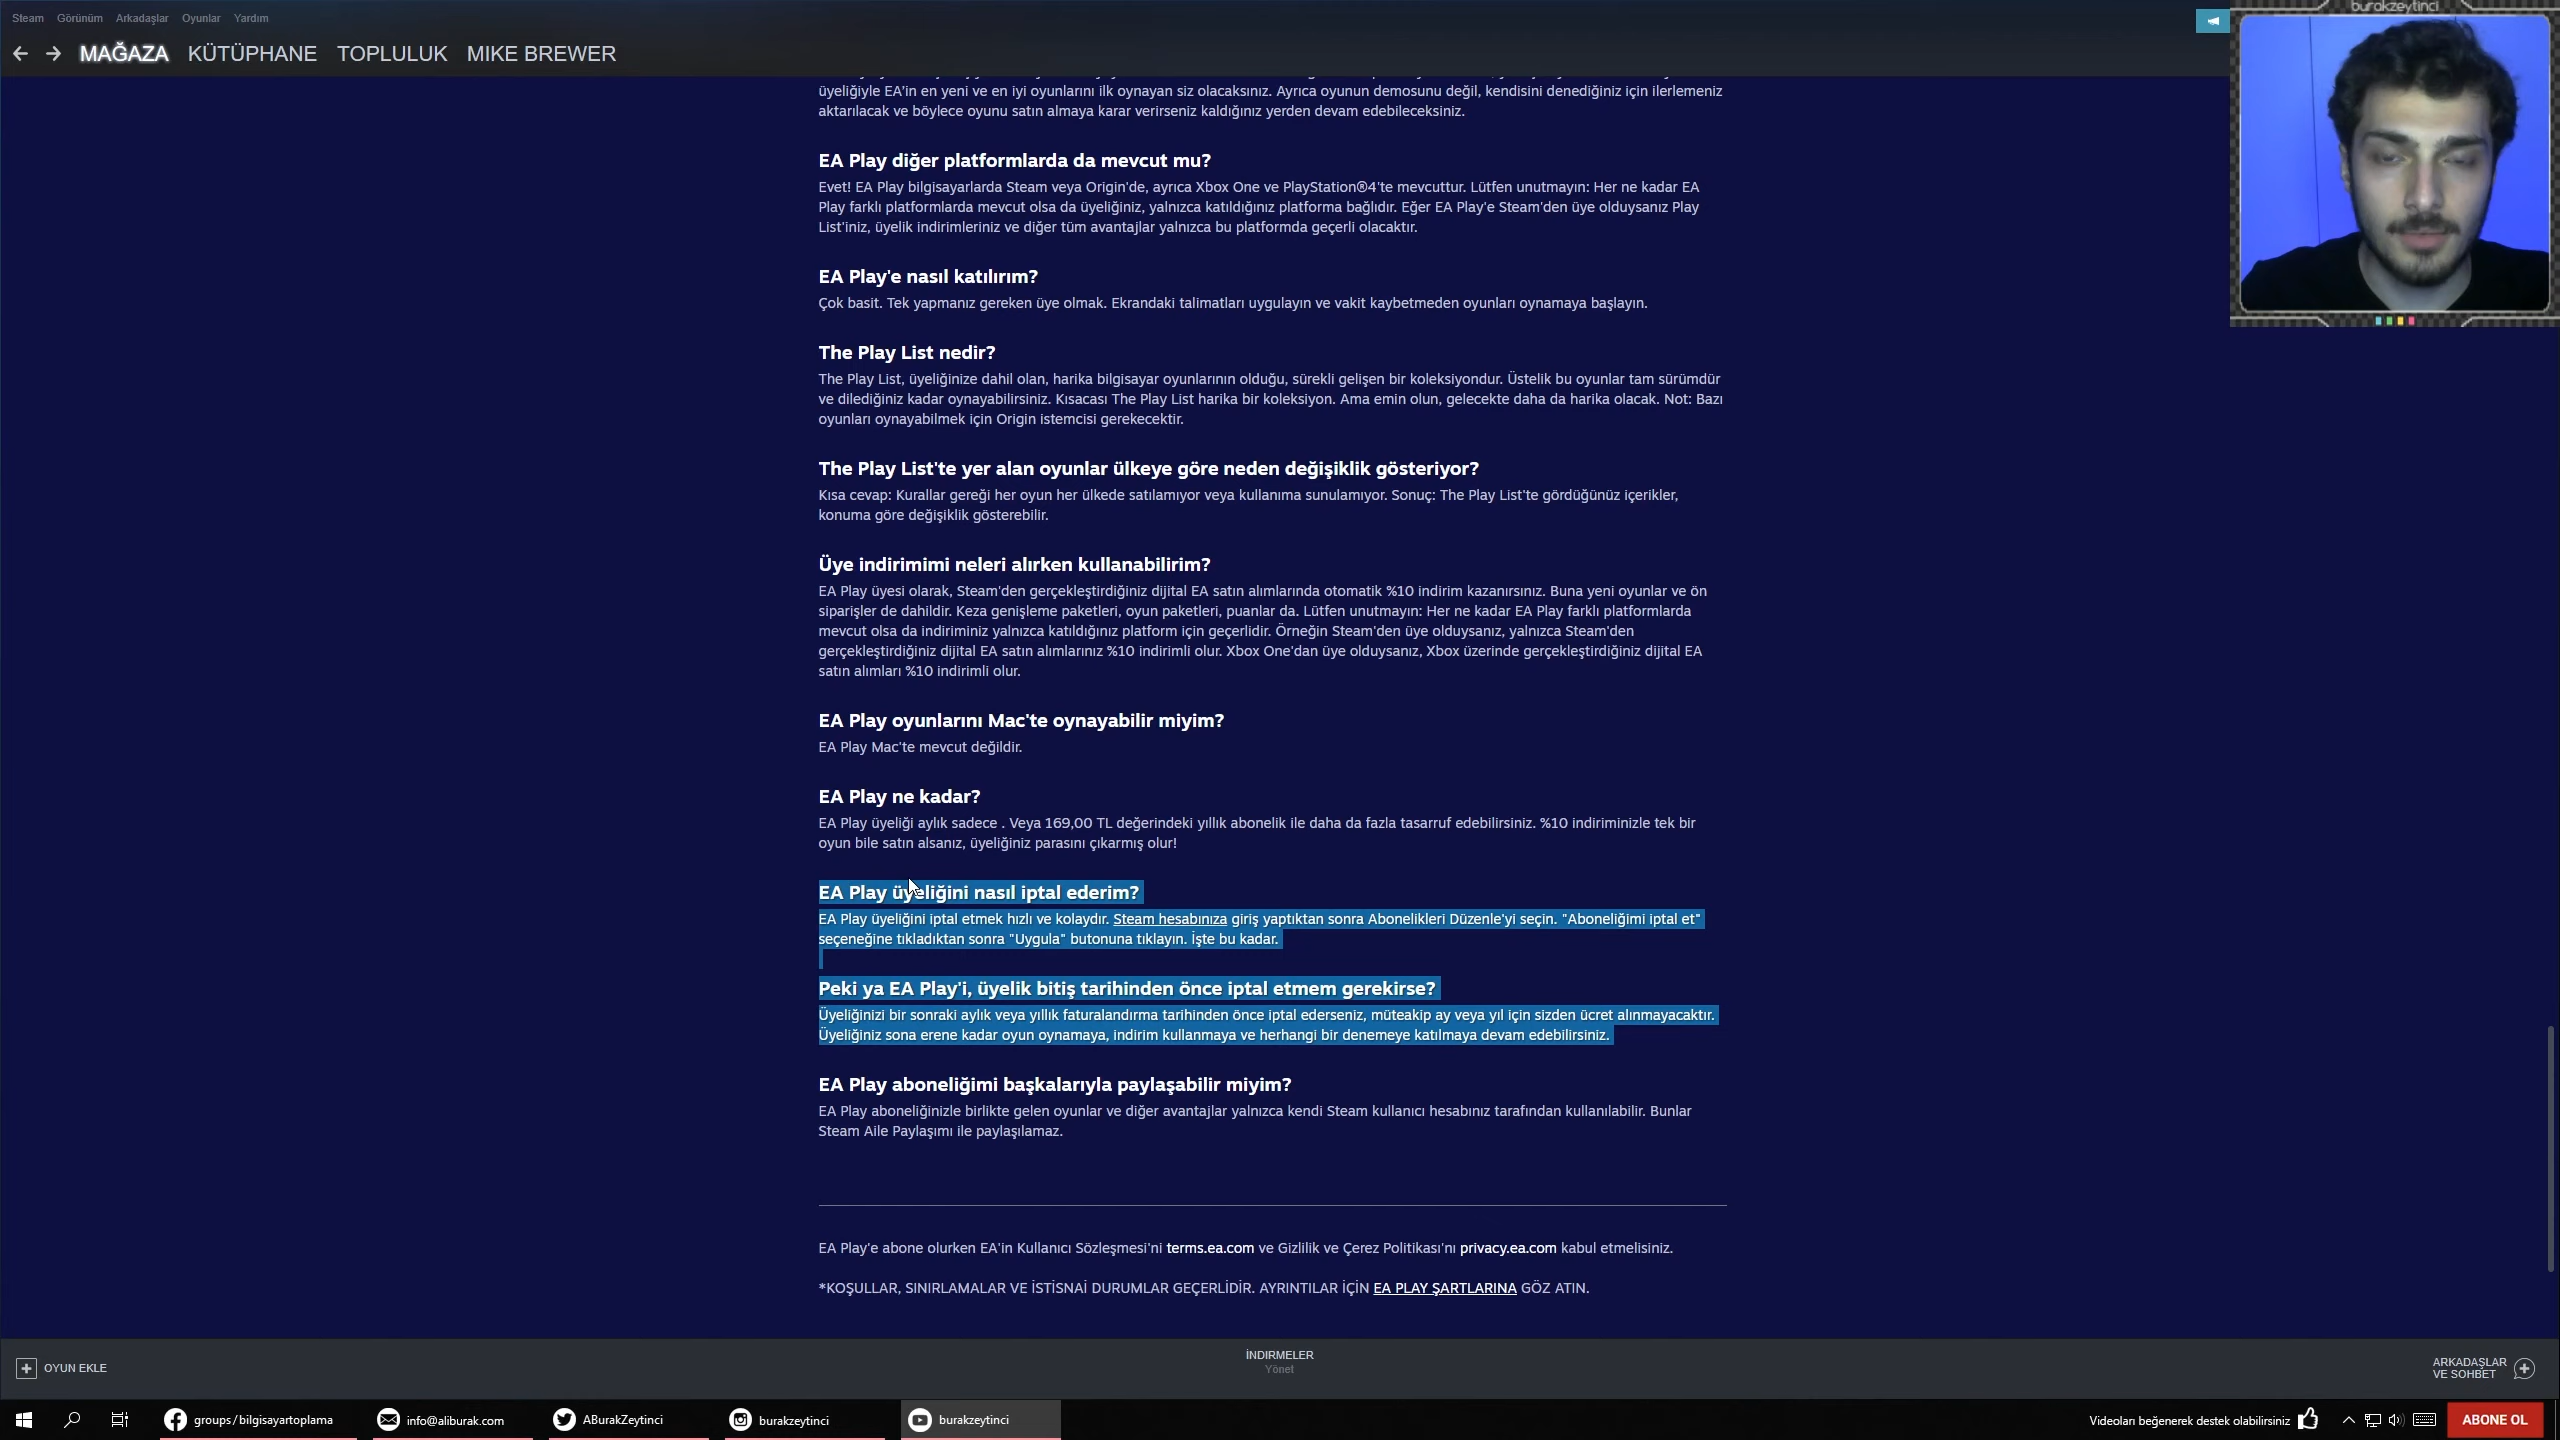 Steam Görünüm Arkadaşlar Oyunlar Yardım
burakzeytinci
MAĞAZA KÜTÜPHANE TOPLULUK MIKE BREWER
üyeliğiyle EA'in en yeni ve en iyi oyunlarını ilk oynayan siz olacaksınız. Ayrıca oyunun demosunu değil, kendisini denediğiniz için ilerlemeniz
aktarılacak ve böylece oyunu satın almaya karar verirseniz kaldığınız yerden devam edebileceksiniz.
EA Play diğer platformlarda da mevcut mu?
Evet! EA Play bilgisayarlarda Steam veya Origin'de, ayrıca Xbox One ve PlayStation®4'te mevcuttur. Lütfen unutmayın: Her ne kadar EA
Play farklı platformlarda mevcut olsa da üyeliğiniz, yalnızca katıldığınız platforma bağlıdır. Eğer EA Play'e Steam'den üye olduysanız Play
List'iniz, üyelik indirimleriniz ve diğer tüm avantajlar yalnızca bu platformda geçerli olacaktır.
EA Play'e nasıl katılırım?
Çok basit. Tek yapmanız gereken üye olmak. Ekrandaki talimatları uygulayın ve vakit kaybetmeden oyunları oynamaya başlayın.
The Play List nedir?
The Play List, üyeliğinize dahil olan, harika bilgisayar oyunlarının olduğu, sürekli gelişen bir koleksiyondur. Üstelik bu oyunlar tam sürümdür
ve dilediğiniz kadar oynayabilirsiniz. Kısacası The Play List harika bir koleksiyon. Ama emin olun, gelecekte daha da harika olacak. Not: Bazı
oyunları oynayabilmek için Origin istemcisi gerekecektir.
The Play List'te yer alan oyunlar ülkeye göre neden değişiklik gösteriyor?
Kısa cevap: Kurallar gereği her oyun her ülkede satılamıyor veya kullanıma sunulamıyor. Sonuç: The Play List'te gördüğünüz içerikler,
konuma göre değişiklik gösterebilir.
Üye indirimimi neleri alırken kullanabilirim?
EA Play üyesi olarak, Steam'den gerçekleştirdiğiniz dijital EA satın alımlarında otomatik %10 indirim kazanırsınız. Buna yeni oyunlar ve ön
siparişler de dahildir. Keza genişleme paketleri, oyun paketleri, puanlar da. Lütfen unutmayın: Her ne kadar EA Play farklı platformlarda
mevcut olsa da indiriminiz yalnızca katıldığınız platform için geçerlidir. Örneğin Steam'den üye olduysanız, yalnızca Steam'den
gerçekleştirdiğiniz dijital EA satın alımlarınız %10 indirimli olur. Xbox One'dan üye olduysanız, Xbox üzerinde gerçekleştirdiğiniz dijital EA
satın alımları %10 indirimli olur.
EA Play oyunlarını Mac'te oynayabilir miyim?
EA Play Mac'te mevcut değildir.
EA Play ne kadar?
EA Play üyeliği aylık sadece . Veya 169,00 TL değerindeki yıllık abonelik ile daha da fazla tasarruf edebilirsiniz. %10 indiriminizle tek bir
oyun bile satın alsanız, üyeliğiniz parasını çıkarmış olur!
EA Play üyeliğini nasıl iptal ederim?
EA Play üyeliğini iptal etmek hızlı ve kolaydır. Steam hesabınıza giriş yaptıktan sonra Abonelikleri Düzenle'yi seçin. "Aboneliğimi iptal et"
seçeneğine tıkladıktan sonra "Uygula" butonuna tıklayın. İşte bu kadar.
Peki ya EA Play'i, üyelik bitiş tarihinden önce iptal etmem gerekirse?
Üyeliğinizi bir sonraki aylık veya yıllık faturalandırma tarihinden önce iptal ederseniz, müteakip ay veya yıl için sizden ücret alınmayacaktır.
Üyeliğiniz sona erene kadar oyun oynamaya, indirim kullanmaya ve herhangi bir denemeye katılmaya devam edebilirsiniz.
EA Play aboneliğimi başkalarıyla paylaşabilir miyim?
EA Play aboneliğinizle birlikte gelen oyunlar ve diğer avantajlar yalnızca kendi Steam kullanıcı hesabınız tarafından kullanılabilir. Bunlar
Steam Aile Paylaşımı ile paylaşılamaz.
EA Play'e abone olurken EA'in Kullanıcı Sözleşmesi'ni terms.ea.com ve Gizlilik ve Çerez Politikası'nı privacy.ea.com kabul etmelisiniz.
*KOŞULLAR, SINIRLAMALAR VE İSTİSNAİ DURUMLAR GEÇERLİDİR. AYRINTILAR İÇİN EA PLAY ŞARTLARINA GÖZ ATIN.
OYUN EKLE
İNDİRMELER
Yönet
ARKADAŞLAR
VE SOHBET
groups/bilgisayartoplama info@aliburak.com ABurakZeytinci burakzeytinci burakzeytinci
Videoları beğenerek destek olabilirsiniz
ABONE OL